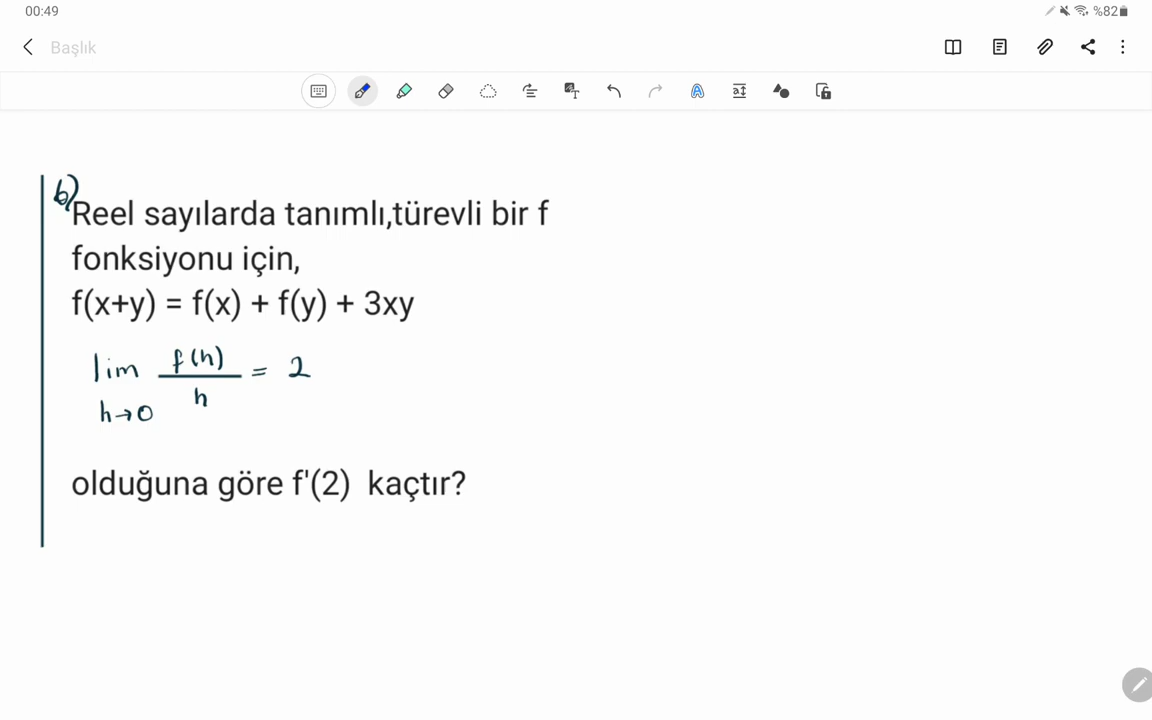 00:49
%82
Başlık
b)
Reel sayılarda tanımlı,türevli bir f
fonksiyonu için,
f(x+y) = f(x) + f(y) + 3xy
lim f(h)/h = 2
h→0
olduğuna göre f'(2) kaçtır?